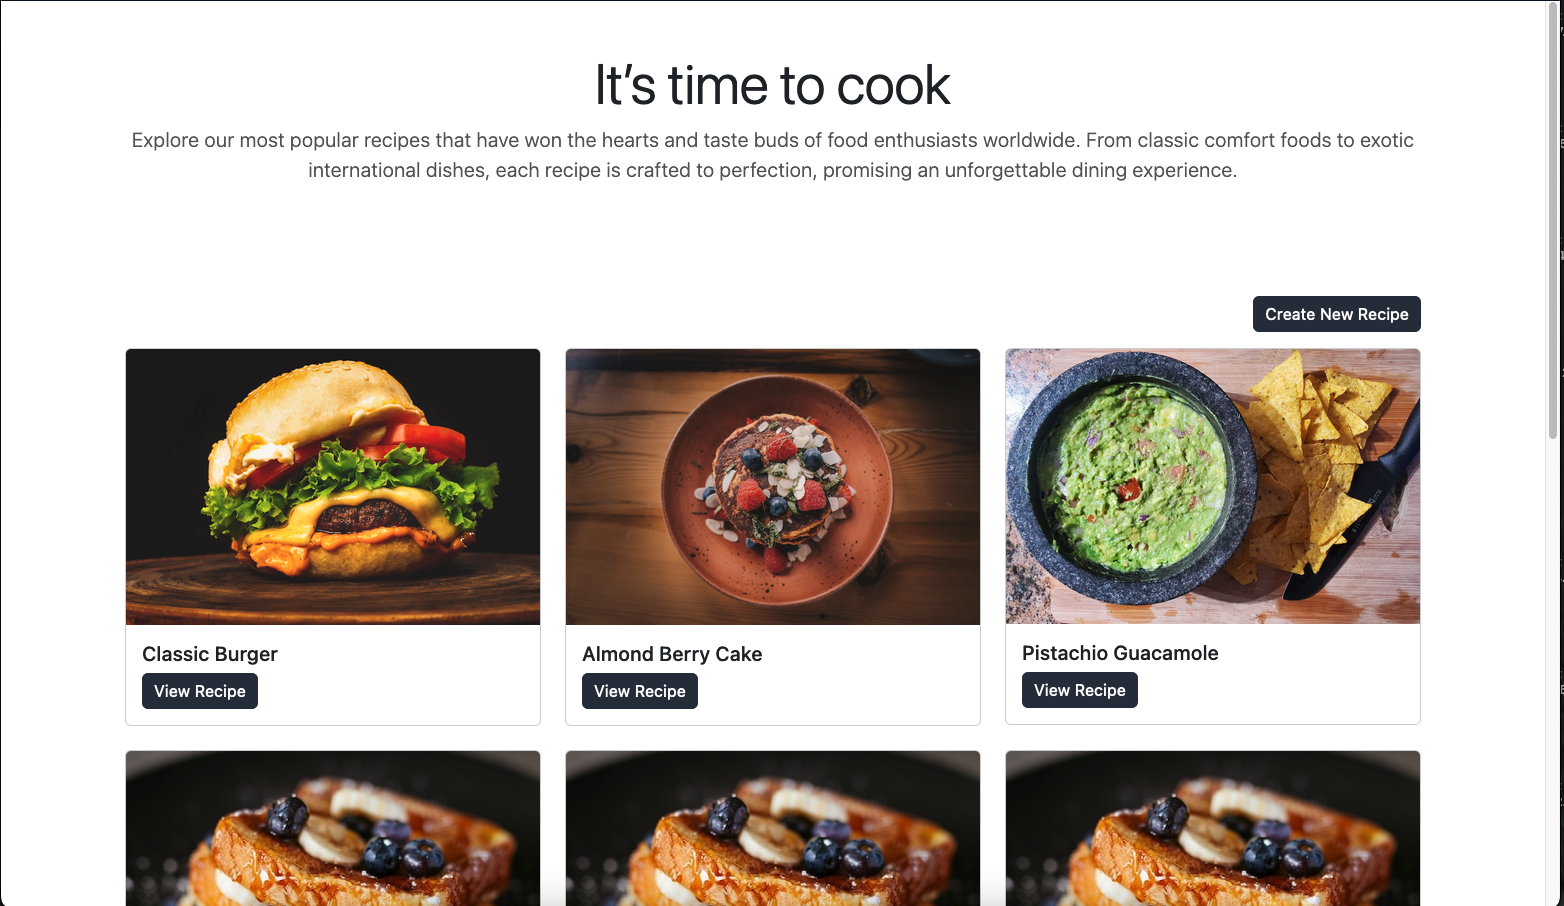 It’s time to cook
Explore our most popular recipes that have won the hearts and taste buds of food enthusiasts worldwide. From classic comfort foods to exotic
international dishes, each recipe is crafted to perfection, promising an unforgettable dining experience.
Create New Recipe
Classic Burger
View Recipe
Almond Berry Cake
View Recipe
Pistachio Guacamole
View Recipe